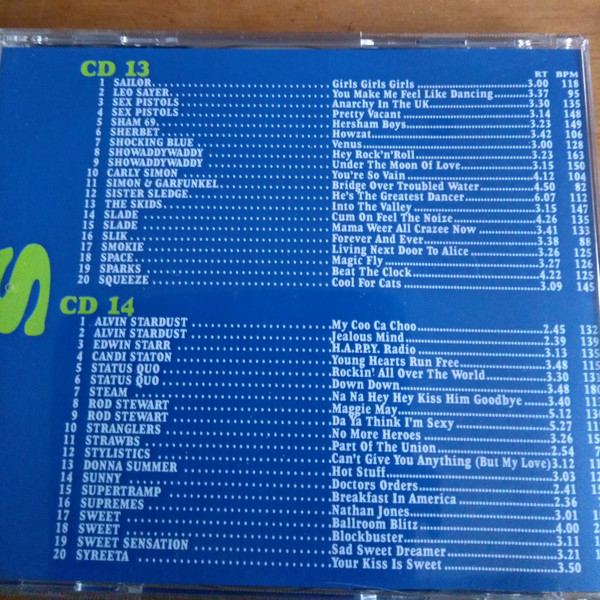 S
CD 13
RT BPM
1 SAILOR Girls Girls Girls 3.00 118
2 LEO SAYER You Make Me Feel Like Dancing 3.37 95
3 SEX PISTOLS Anarchy In The UK 3.30 135
4 SEX PISTOLS Pretty Vacant 3.14 148
5 SHAM 69 Hersham Boys 3.23 149
6 SHERBET Howzat 3.42 106
7 SHOCKING BLUE Venus 3.00 128
8 SHOWADDYWADDY Hey Rock'n'Roll 3.23 163
9 SHOWADDYWADDY Under The Moon Of Love 3.15 150
10 CARLY SIMON You're So Vain 4.12 104
11 SIMON & GARFUNKEL Bridge Over Troubled Water 4.50 82
12 SISTER SLEDGE He's The Greatest Dancer 6.07 112
13 THE SKIDS Into The Valley 3.15 147
14 SLADE Cum On Feel The Noize 4.26 135
15 SLADE Mama Weer All Crazee Now 3.41 133
16 SLIK Forever And Ever 3.38 88
17 SMOKIE Living Next Door To Alice 3.26 125
18 SPACE Magic Fly 3.27 126
19 SPARKS Beat The Clock 4.22 125
20 SQUEEZE Cool For Cats 3.09 145
CD 14
1 ALVIN STARDUST My Coo Ca Choo 2.45 132
2 ALVIN STARDUST Jealous Mind 2.39 139
3 EDWIN STARR H.A.P.P.Y. Radio 3.13 135
4 CANDI STATON Young Hearts Run Free 3.48
5 STATUS QUO Rockin' All Over The World 3.30
6 STATUS QUO Down Down 3.48
7 STEAM Na Na Hey Hey Kiss Him Goodbye 3.40
8 ROD STEWART Maggie May 5.12
9 ROD STEWART Da Ya Think I'm Sexy 5.27
10 STRANGLERS No More Heroes 3.26
11 STRAWBS Part Of The Union 2.54
12 STYLISTICS Can't Give You Anything (But My Love) 3.12
13 DONNA SUMMER Hot Stuff 3.03
14 SUNNY Doctors Orders 2.41
15 SUPERTRAMP Breakfast In America 2.36
16 SUPREMES Nathan Jones 3.01
17 SWEET Ballroom Blitz 4.00
18 SWEET Blockbuster 3.11
19 SWEET SENSATION Sad Sweet Dreamer 3.21
20 SYREETA Your Kiss Is Sweet 3.50